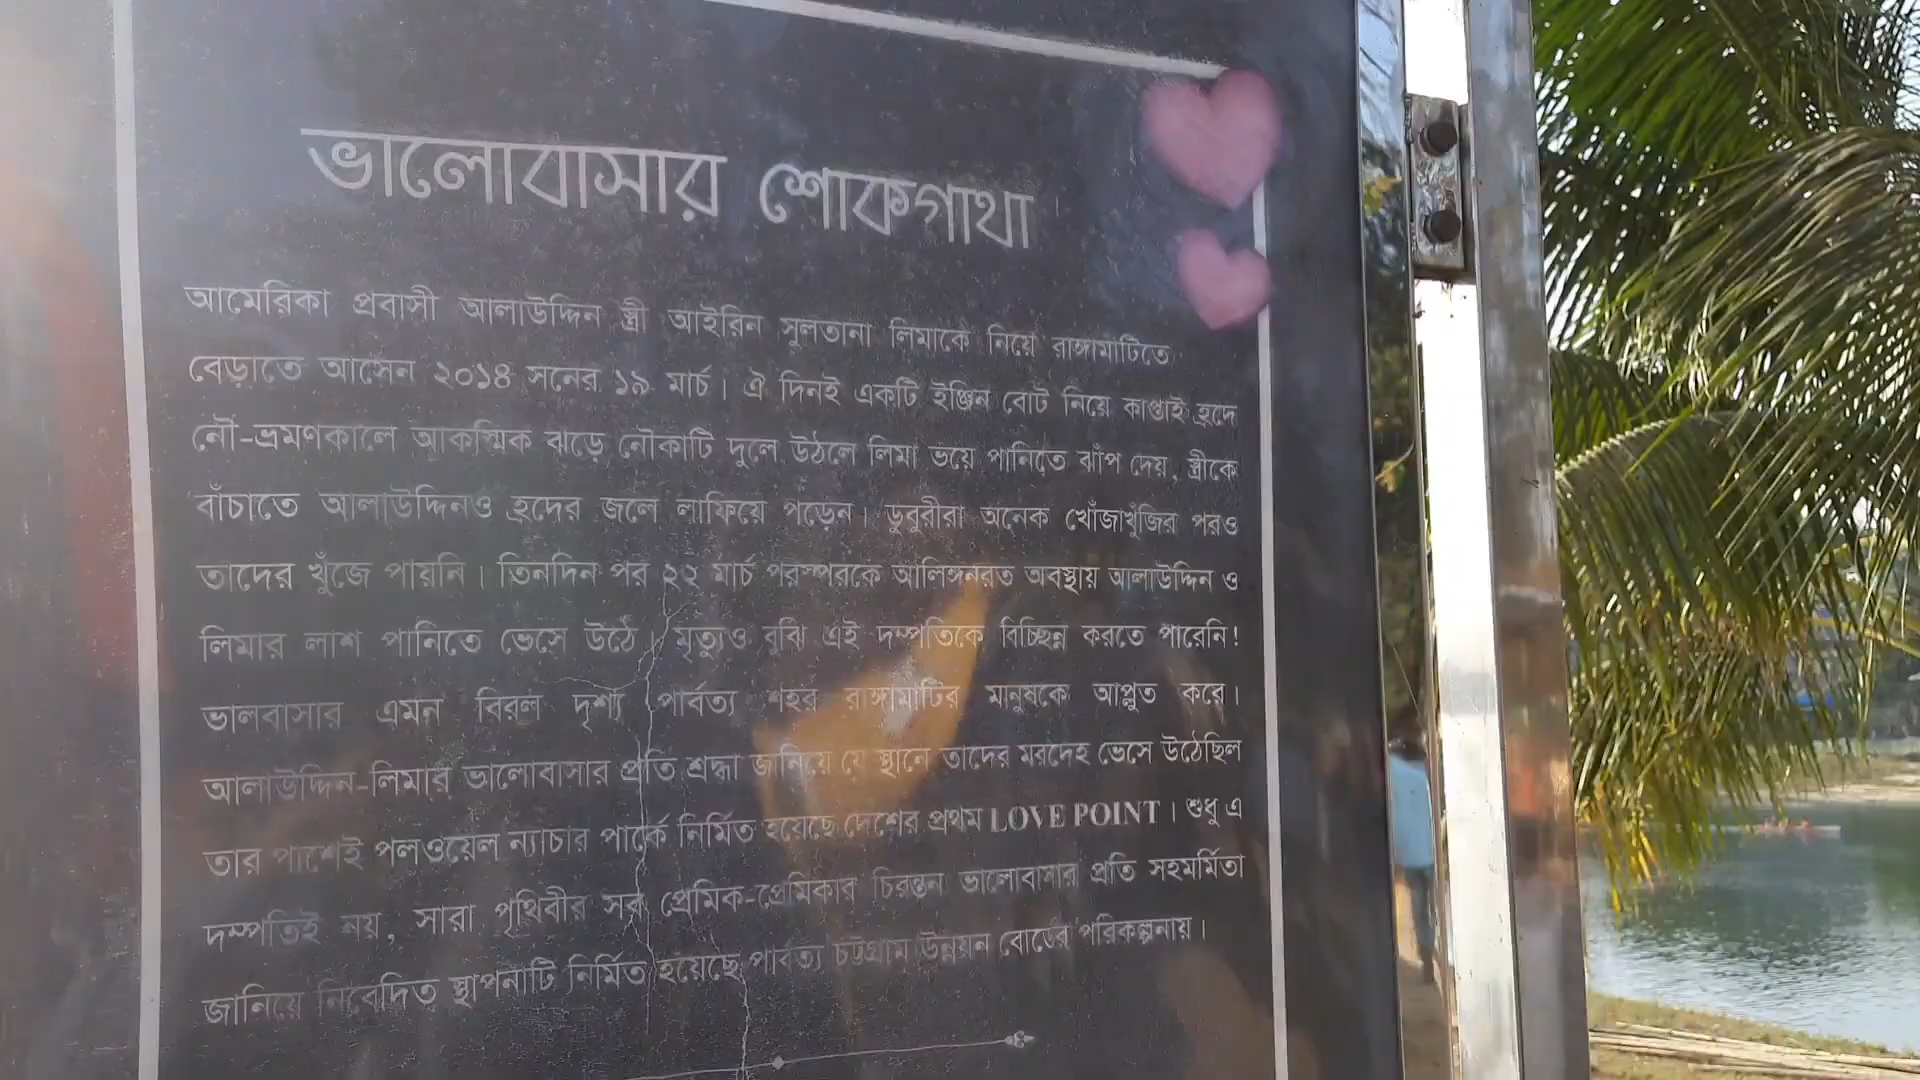 ভালোবাসার শোকগাথা
আমেরিকা প্রবাসী আলাউদ্দিন স্ত্রী আইরিন সুলতানা লিমাকে নিয়ে রাঙ্গামাটিতে
বেড়াতে আসেন ২০১৪ সনের ১৯ মার্চ। ঐ দিনই একটি ইঞ্জিন বোট নিয়ে কাপ্তাই হ্রদে
নৌ-ভ্রমণকালে আকস্মিক ঝড়ে নৌকাটি দুলে উঠলে লিমা ভয়ে পানিতে ঝাঁপ দেয়, স্ত্রীকে
বাঁচাতে আলাউদ্দিনও হ্রদের জলে লাফিয়ে পড়েন। ডুবুরীরা অনেক খোঁজাখুঁজির পরও
তাদের খুঁজে পায়নি। তিনদিন পর ২২ মার্চ পরস্পরকে আলিঙ্গনরত অবস্থায় আলাউদ্দিন ও
লিমার লাশ পানিতে ভেসে উঠে। মৃত্যুও বুঝি এই দম্পতিকে বিচ্ছিন্ন করতে পারেনি!
ভালবাসার এমন বিরল দৃশ্য পার্বত্য শহর রাঙ্গামাটির মানুষকে আপ্লুত করে।
আলাউদ্দিন-লিমার ভালোবাসার প্রতি শ্রদ্ধা জানিয়ে যে স্থানে তাদের মরদেহ ভেসে উঠেছিল
তার পাশেই পলওয়েল ন্যাচার পার্কে নির্মিত হয়েছে দেশের প্রথম LOVE POINT। শুধু এ
দম্পতিই নয়, সারা পৃথিবীর সব প্রেমিক-প্রেমিকার চিরন্তন ভালোবাসার প্রতি সহমর্মিতা
জানিয়ে নিবেদিত স্থাপনাটি নির্মিত হয়েছে পার্বত্য চট্টগ্রাম উন্নয়ন বোর্ডের পরিকল্পনায়।